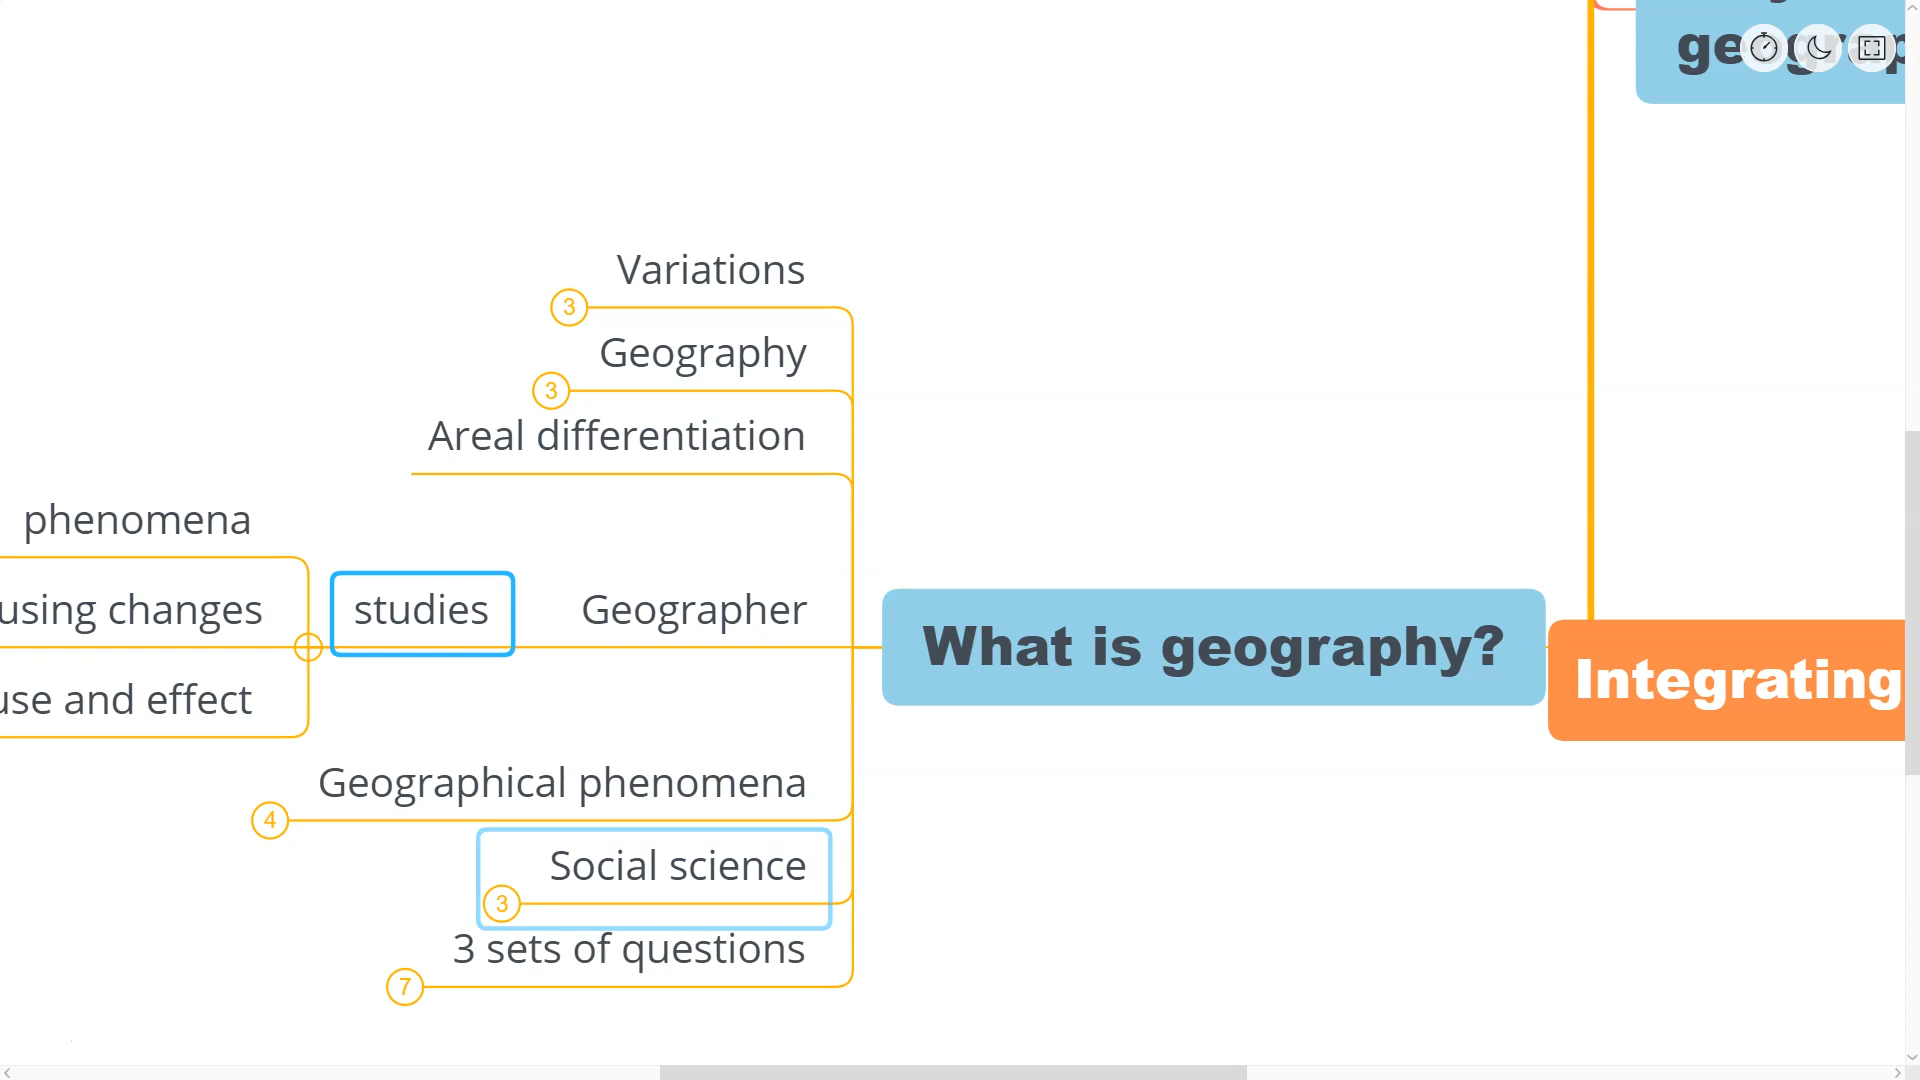 geograp
Variations
3
Geography
3
Areal differentiation
phenomena
using changes
studies
Geographer
What is geography?
Integrating
use and effect
Geographical phenomena
4
Social science
3
3 sets of questions
7